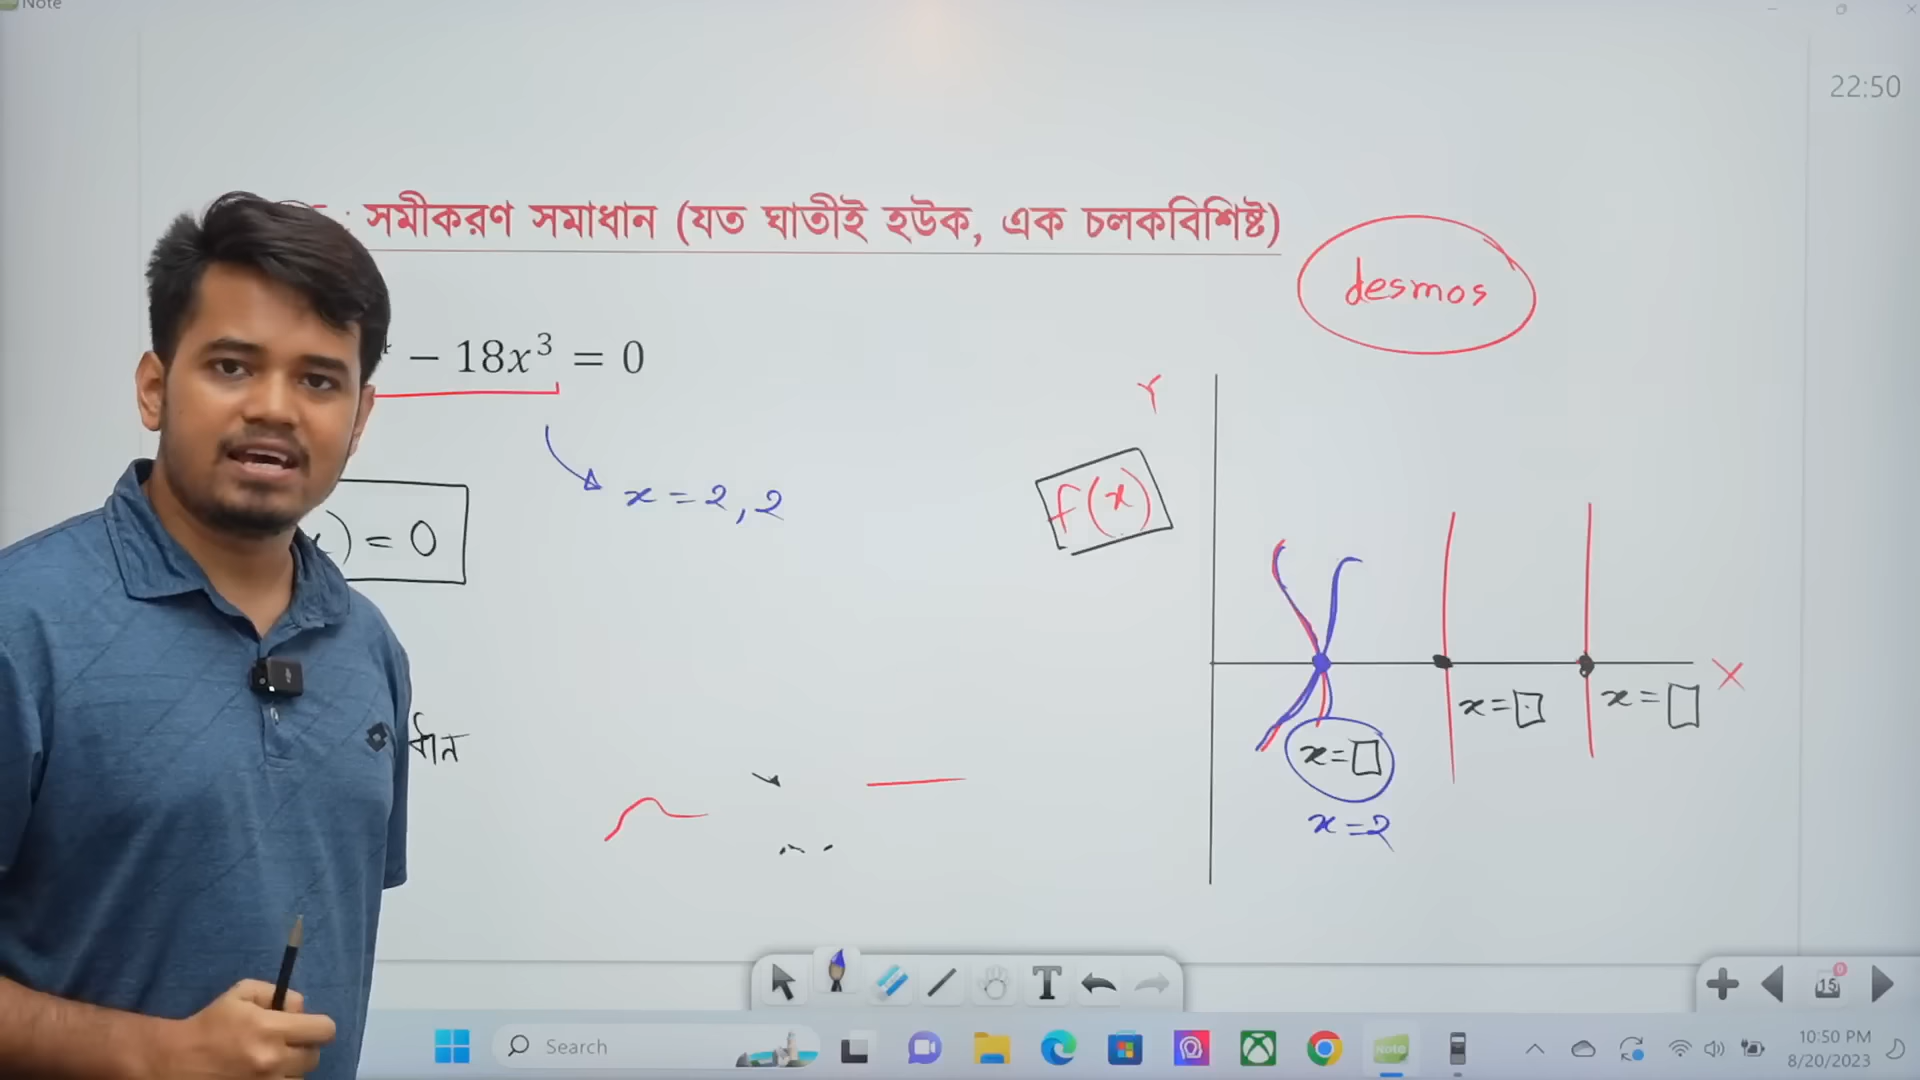 Note
22:50
সমীকরণ সমাধান (যত ঘাতীই হউক, এক চলকবিশিষ্ট)
desmos
− 18x³ = 0
Y
x = 2, 2
f(x)
) = 0
x = □
x = □
X
x = □
x = 2
T
15
Search
Note
10:50 PM
8/20/2023